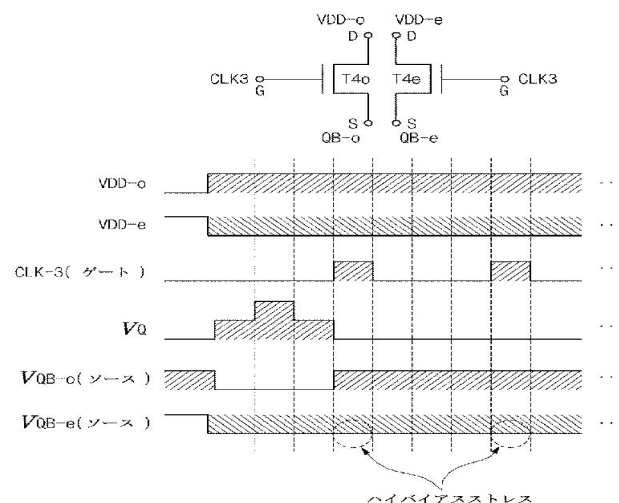 VDD-o VDD-e
D D
CLK3 T4o T4e CLK3
G G
S S
QB-o QB-e
VDD-o ..
VDD-e
CLK-3( ゲート ) ..
VQ ..
VQB-o( ソース ) ..
VQB-e( ソース ) ..
ハイバイアスストレス